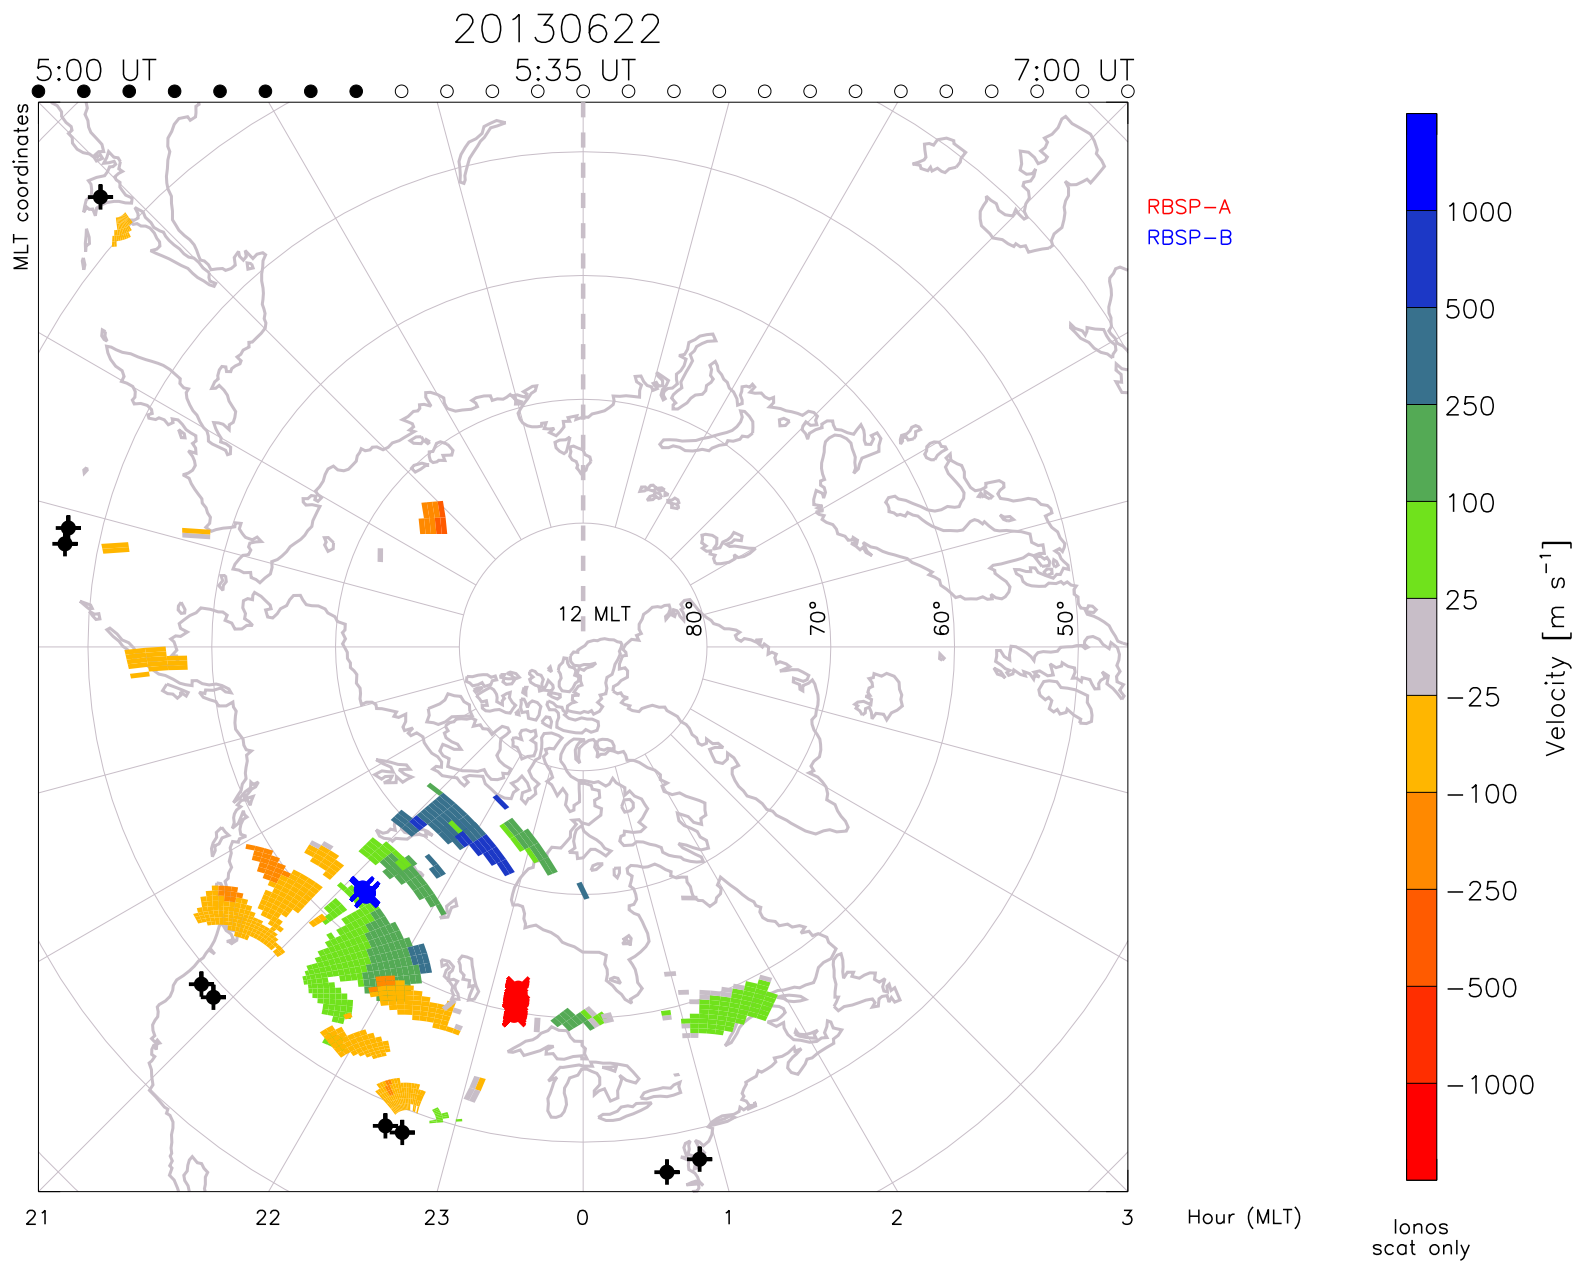 20130622
5:00 UT 5:35 UT 7:00 UT
MLT coordinates
RBSP-A
RBSP-B
12 MLT
80° 70° 60° 50°
21 22 23 0 1 2 3 Hour (MLT)
1000
500
250
100
25
-25
-100
-250
-500
-1000
Velocity [m s⁻¹]
Ionos
scat only